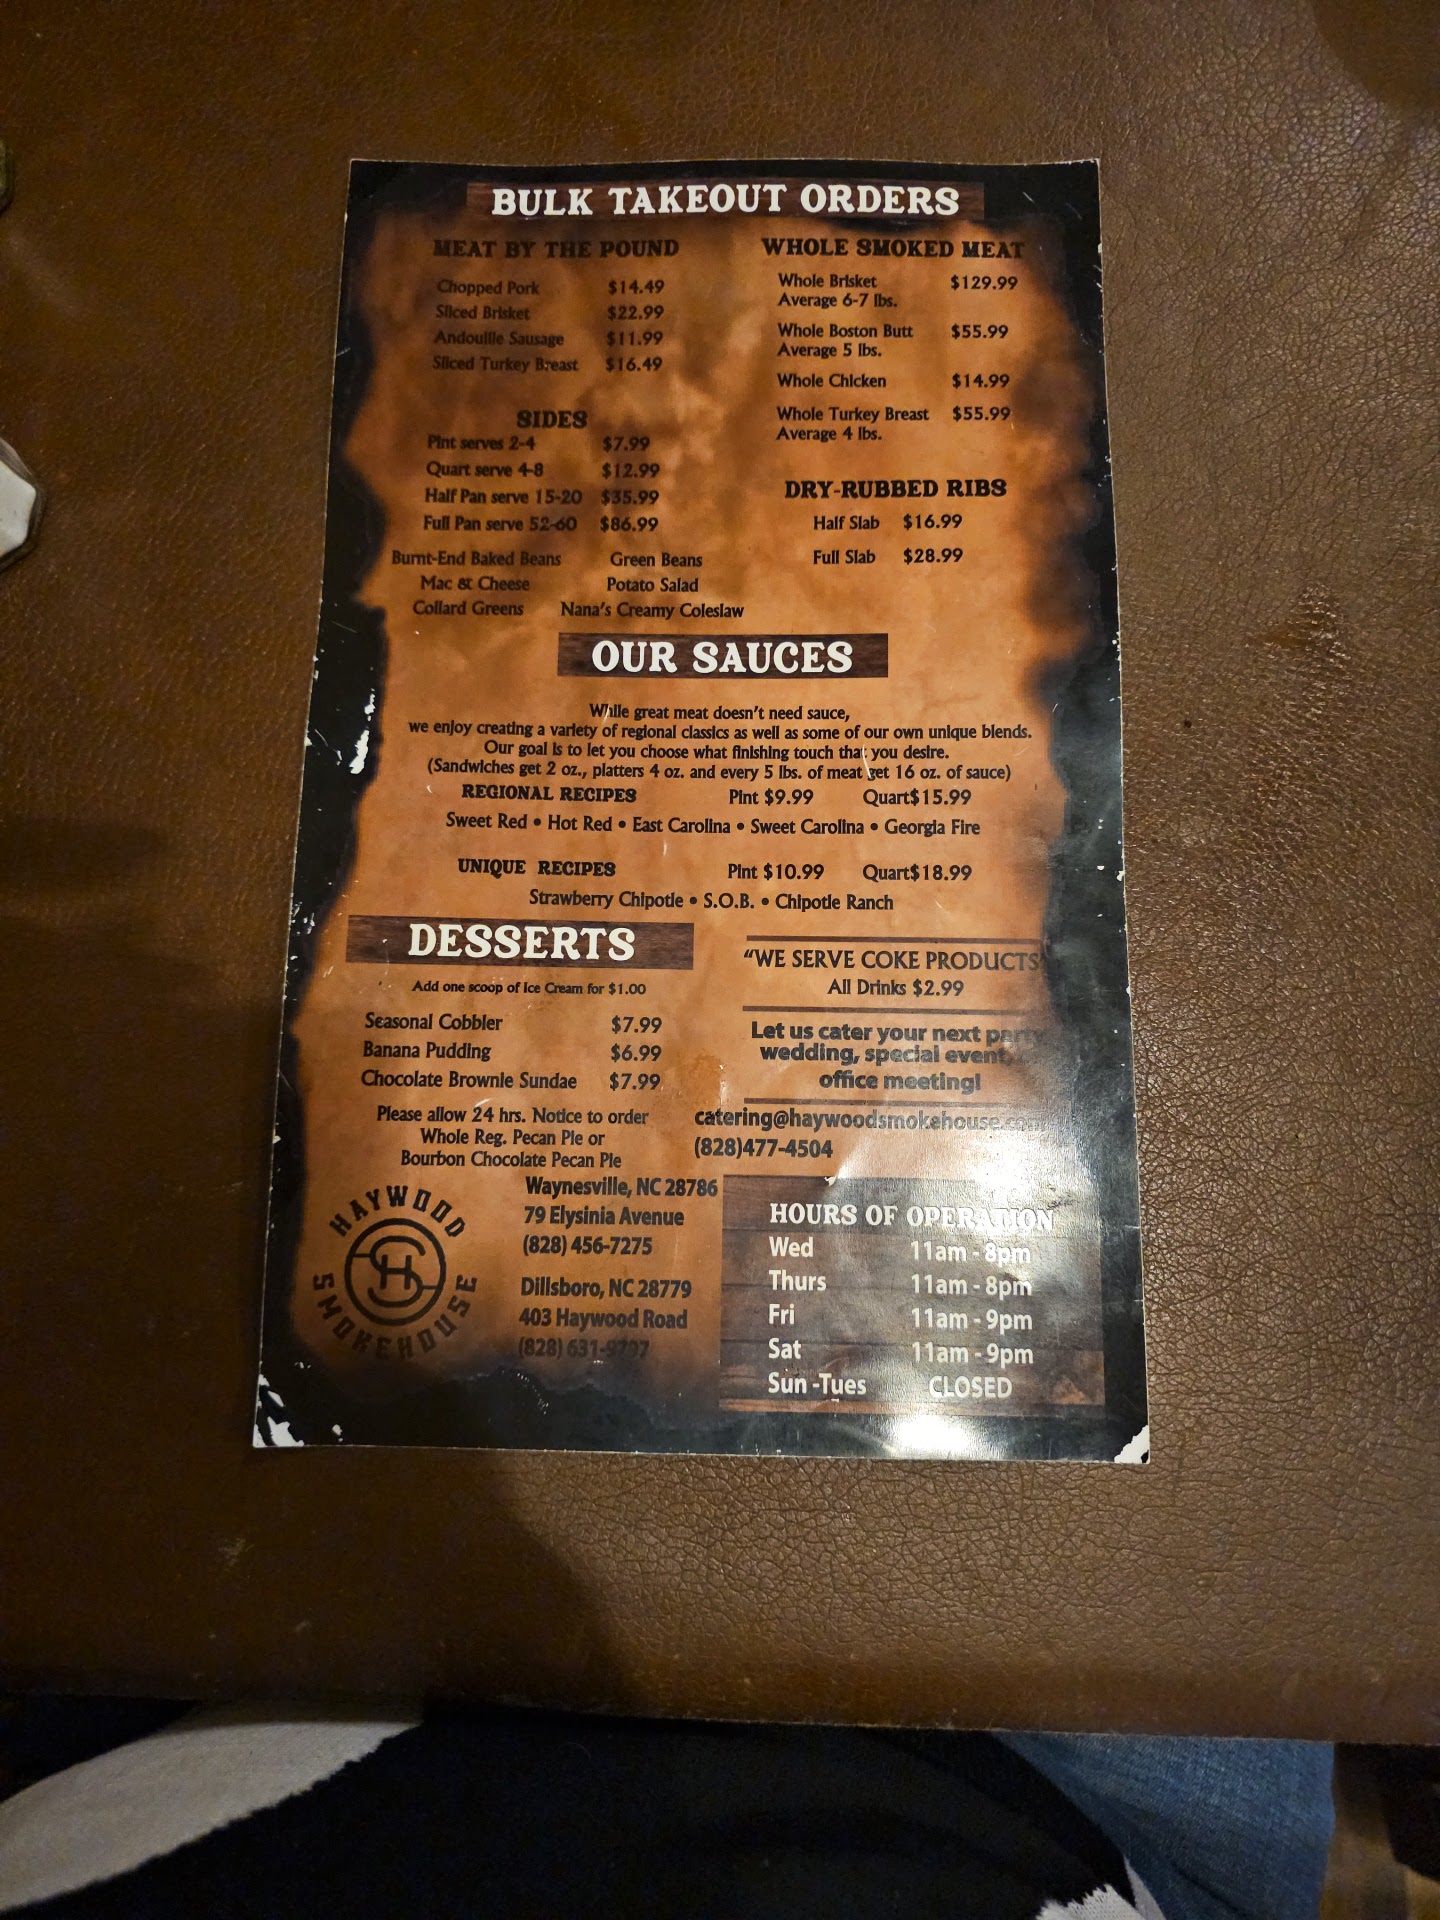 BULK TAKEOUT ORDERS
MEAT BY THE POUND
Chopped Pork $14.49
Sliced Brisket $22.99
Andouille Sausage $11.99
Sliced Turkey Breast $16.49
SIDES
Pint serves 2-4 $7.99
Quart serve 4-8 $12.99
Half Pan serve 15-20 $35.99
Full Pan serve 52-60 $86.99
Burnt-End Baked Beans Green Beans
Mac & Cheese Potato Salad
Collard Greens Nana's Creamy Coleslaw
WHOLE SMOKED MEAT
Whole Brisket $129.99
Average 6-7 lbs.
Whole Boston Butt $55.99
Average 5 lbs.
Whole Chicken $14.99
Whole Turkey Breast $55.99
Average 4 lbs.
DRY-RUBBED RIBS
Half Slab $16.99
Full Slab $28.99
OUR SAUCES
While great meat doesn't need sauce,
we enjoy creating a variety of regional classics as well as some of our own unique blends.
Our goal is to let you choose what finishing touch that you desire.
(Sandwiches get 2 oz., platters 4 oz. and every 5 lbs. of meat get 16 oz. of sauce)
REGIONAL RECIPES Pint $9.99 Quart$15.99
Sweet Red • Hot Red • East Carolina • Sweet Carolina • Georgia Fire
UNIQUE RECIPES Pint $10.99 Quart$18.99
Strawberry Chipotle • S.O.B. • Chipotle Ranch
DESSERTS
Add one scoop of Ice Cream for $1.00
Seasonal Cobbler $7.99
Banana Pudding $6.99
Chocolate Brownie Sundae $7.99
Please allow 24 hrs. Notice to order
Whole Reg. Pecan Pie or
Bourbon Chocolate Pecan Pie
"WE SERVE COKE PRODUCTS"
All Drinks $2.99
Let us cater your next party
wedding, special event,
office meeting!
catering@haywoodsmokehouse.com
(828)477-4504
HAYWOOD
SH
SMOKEHOUSE
Waynesville, NC 28786
79 Elysinia Avenue
(828) 456-7275
Dillsboro, NC 28779
403 Haywood Road
(828) 631-9797
HOURS OF OPERATION
Wed 11am - 8pm
Thurs 11am - 8pm
Fri 11am - 9pm
Sat 11am - 9pm
Sun -Tues CLOSED